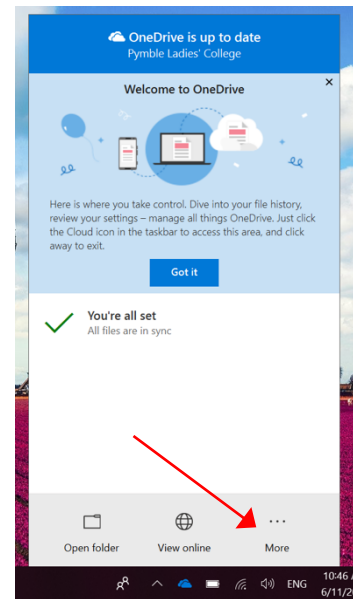 OneDrive is up to date
Pymble Ladies' College
Welcome to OneDrive
Here is where you take control. Dive into your file history,
review your settings – manage all things OneDrive. Just click
the Cloud icon in the taskbar to access this area, and click
away to exit.
Got it
You're all set
All files are in sync
Open folder View online More
ENG
10:46